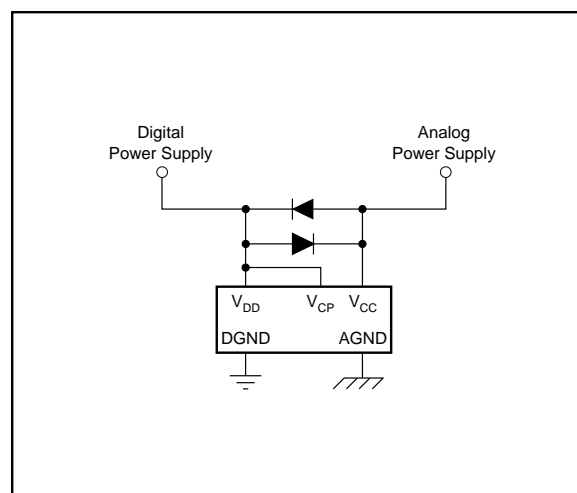 Digital
Power Supply
Analog
Power Supply
VDD VCP VCC
DGND AGND